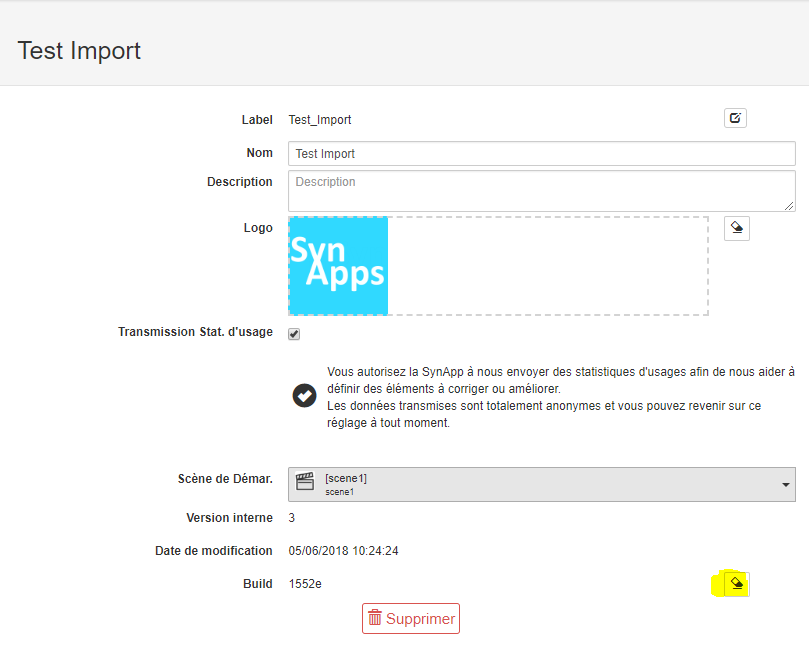 Test Import
Label Test_Import
Nom Test Import
Description Description
Logo
Syn
Apps
Transmission Stat. d'usage
Vous autorisez la SynApp à nous envoyer des statistiques d'usages afin de nous aider à
définir des éléments à corriger ou améliorer.
Les données transmises sont totalement anonymes et vous pouvez revenir sur ce
réglage à tout moment.
Scène de Démar. [scene1]
scene1
Version interne 3
Date de modification 05/06/2018 10:24:24
Build 1552e
Supprimer